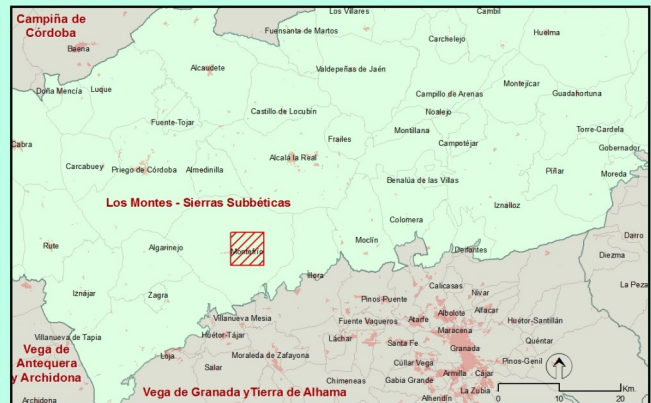 Campiña de
Córdoba
Los Villares
Cambil
Fuensanta de Martos
Carchelejo
Huelma
Baena
Alcaudete
Valdepeñas de Jaén
Doña Mencía
Luque
Campillo de Arenas
Montejícar
Guadahortuna
Castillo de Locubín
Noalejo
Fuente-Tojar
Montillana
Torre-Cardela
Cabra
Frailes
Campotéjar
Gobernador
Carcabuey
Priego de Córdoba
Almedinilla
Alcalá la Real
Piñar
Moreda
Benalúa de las Villas
Los Montes - Sierras Subbéticas
Iznalloz
Colomera
Rute
Algarinejo
Montefrío
Moclín
Deifontes
Darro
Diezma
Iznájar
Zagra
Illora
Calicasas
Nívar
La Peza
Pinos-Puente
Albolote
Alfacar
Villanueva Mesia
Fuente Vaqueros
Atarfe
Maracena
Huétor-Santillán
Villanueva de Tapia
Huétor-Tájar
Láchar
Santa Fe
Granada
Quéntar
Vega de
Antequera
y Archidona
Loja
Moraleda de Zafayona
Salar
Cúllar Vega
Pinos-Genil
Chimeneas
Gabia Grande
Armilla
Cájar
Vega de Granada y Tierra de Alhama
Alhendín
La Zubia
Archidona
0
10
20
Km.